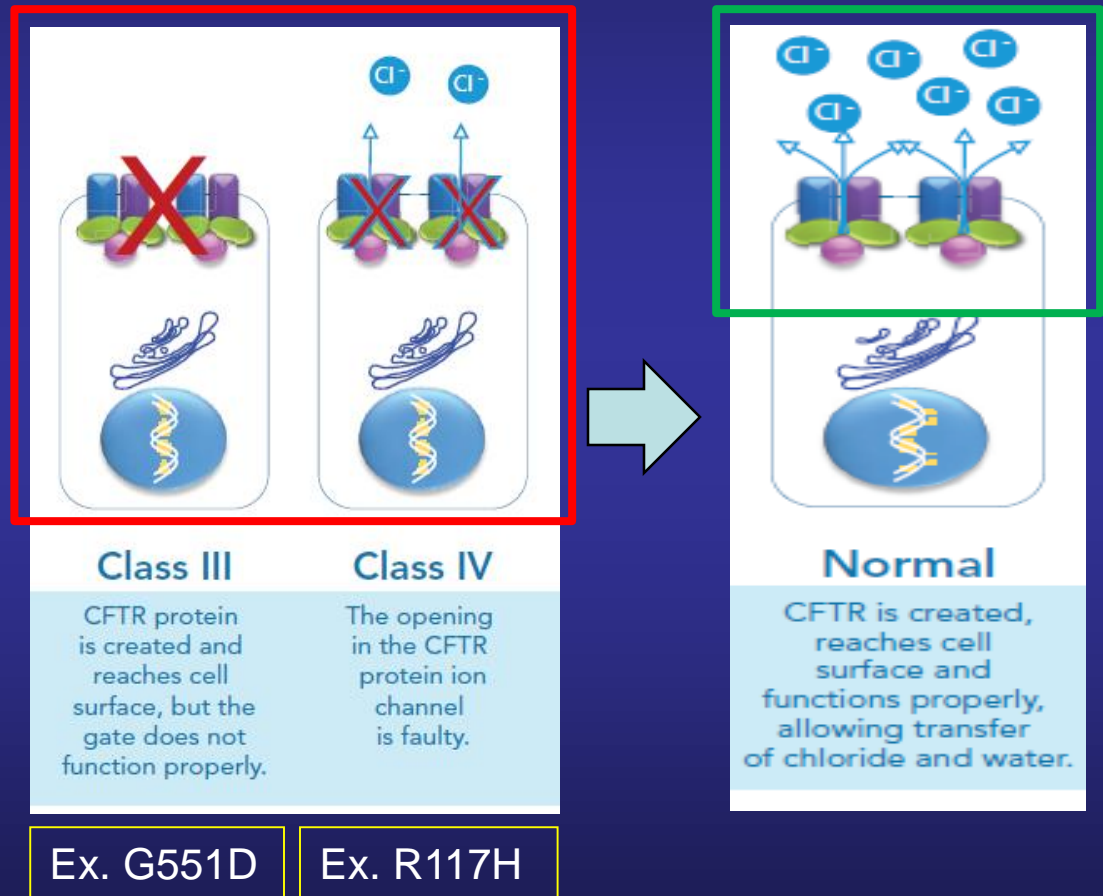 Cl-
Cl-
Class III
CFTR protein
is created and
reaches cell
surface, but the
gate does not
function properly.
Ex. G551D
Class IV
The opening
in the CFTR
protein ion
channel
is faulty.
Ex. R117H
Cl-
Cl-
Cl-
Cl-
Cl-
Cl-
Normal
CFTR is created,
reaches cell
surface and
functions properly,
allowing transfer
of chloride and water.